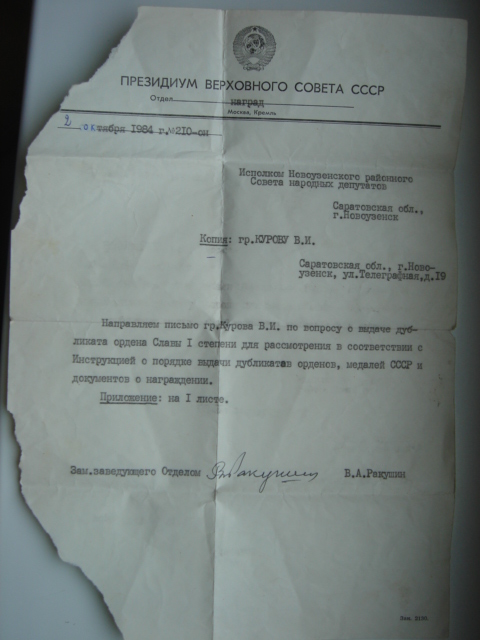 ПРЕЗИДИУМ ВЕРХОВНОГО СОВЕТА СССР
Отдел наград
Москва, Кремль
2 октября 1984 г. № 210-он
Исполком Новоузенского районного
Совета народных депутатов
Саратовская обл.,
г.Новоузенск
Копия: гр.КУРОВУ В.И.
Саратовская обл., г.Ново-
узенск, ул.Телеграфная,д.19
Направляем письмо гр.Курова В.И. по вопросу о выдаче дуб-
ликата ордена Славы I степени для рассмотрения в соответствии с
Инструкцией о порядке выдачи дубликатов орденов, медалей СССР и
документов о награждении.
Приложение: на I листе.
Зам.заведующего Отделом
В.А.Ракушин